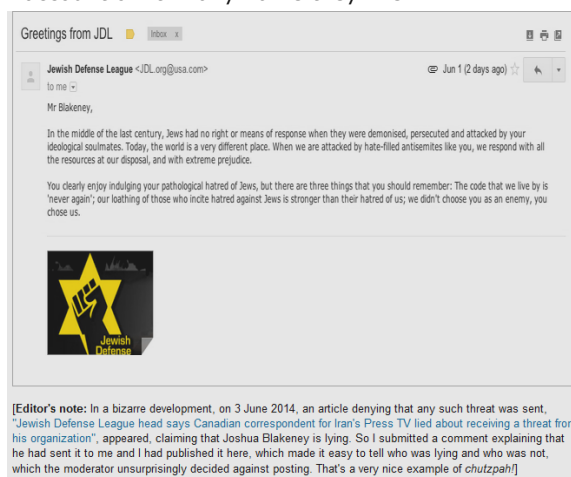 Greetings from JDL Inbox x
Jewish Defense League <JDL.org@usa.com> Jun 1 (2 days ago)
to me
Mr Blakeney,
In the middle of the last century, Jews had no right or means of response when they were demonised, persecuted and attacked by your
ideological soulmates. Today, the world is a very different place. When we are attacked by hate-filled antisemites like you, we respond with all
the resources at our disposal, and with extreme prejudice.
You clearly enjoy indulging your pathological hatred of Jews, but there are three things that you should remember: The code that we live by is
'never again'; our loathing of those who incite hatred against Jews is stronger than their hatred of us; we didn't choose you as an enemy, you
chose us.
Jewish
Defense
[Editor's note: In a bizarre development, on 3 June 2014, an article denying that any such threat was sent,
"Jewish Defense League head says Canadian correspondent for Iran's Press TV lied about receiving a threat from
his organization", appeared, claiming that Joshua Blakeney is lying. So I submitted a comment explaining that
he had sent it to me and I had published it here, which made it easy to tell who was lying and who was not,
which the moderator unsurprisingly decided against posting. That's a very nice example of chutzpah!]